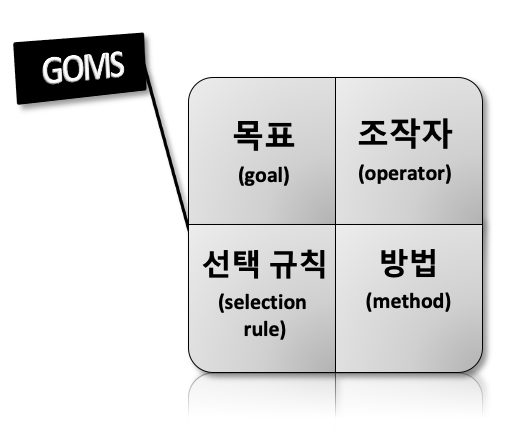 GOMS
목표
(goal)
조작자
(operator)
선택 규칙
(selection
rule)
방법
(method)